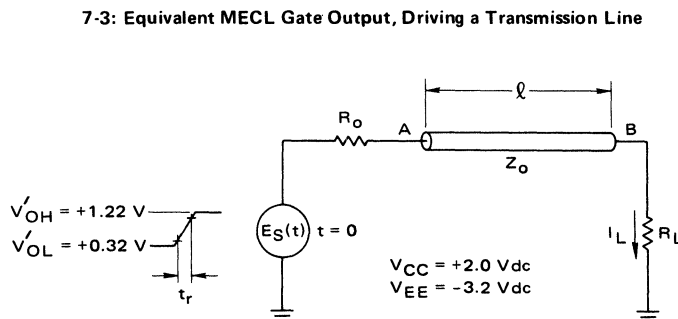 7-3: Equivalent MECL Gate Output, Driving a Transmission Line
ℓ
Ro
A
B
Zo
V′OH = +1.22 V
V′OL = +0.32 V
tr
ES(t)
t = 0
IL
RL
VCC = +2.0 Vdc
VEE = -3.2 Vdc